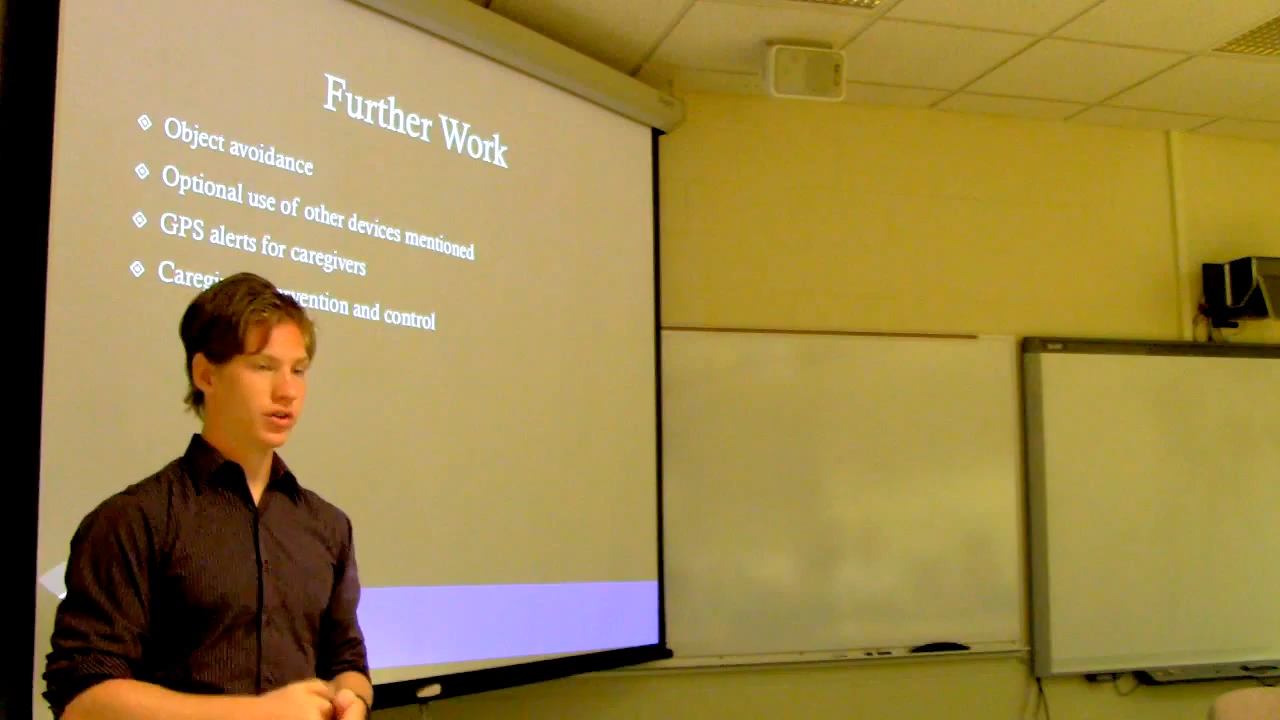 Further Work
Object avoidance
Optional use of other devices mentioned
GPS alerts for caregivers
and control